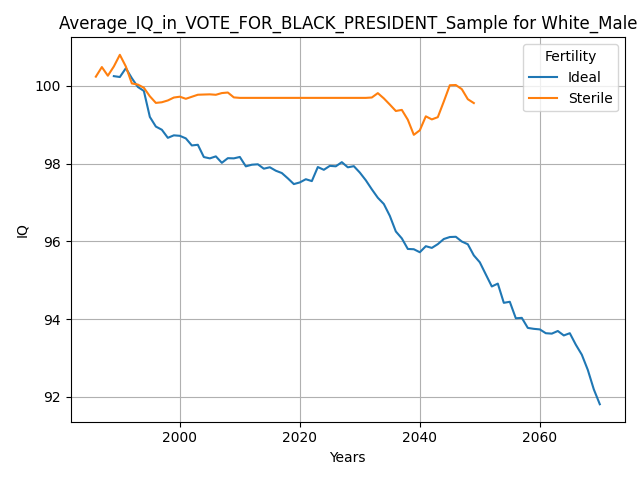 Average_IQ_in_VOTE_FOR_BLACK_PRESIDENT_Sample for White_Male
Fertility
Ideal
Sterile
100
98
96
94
92
IQ
2000 2020 2040 2060
Years